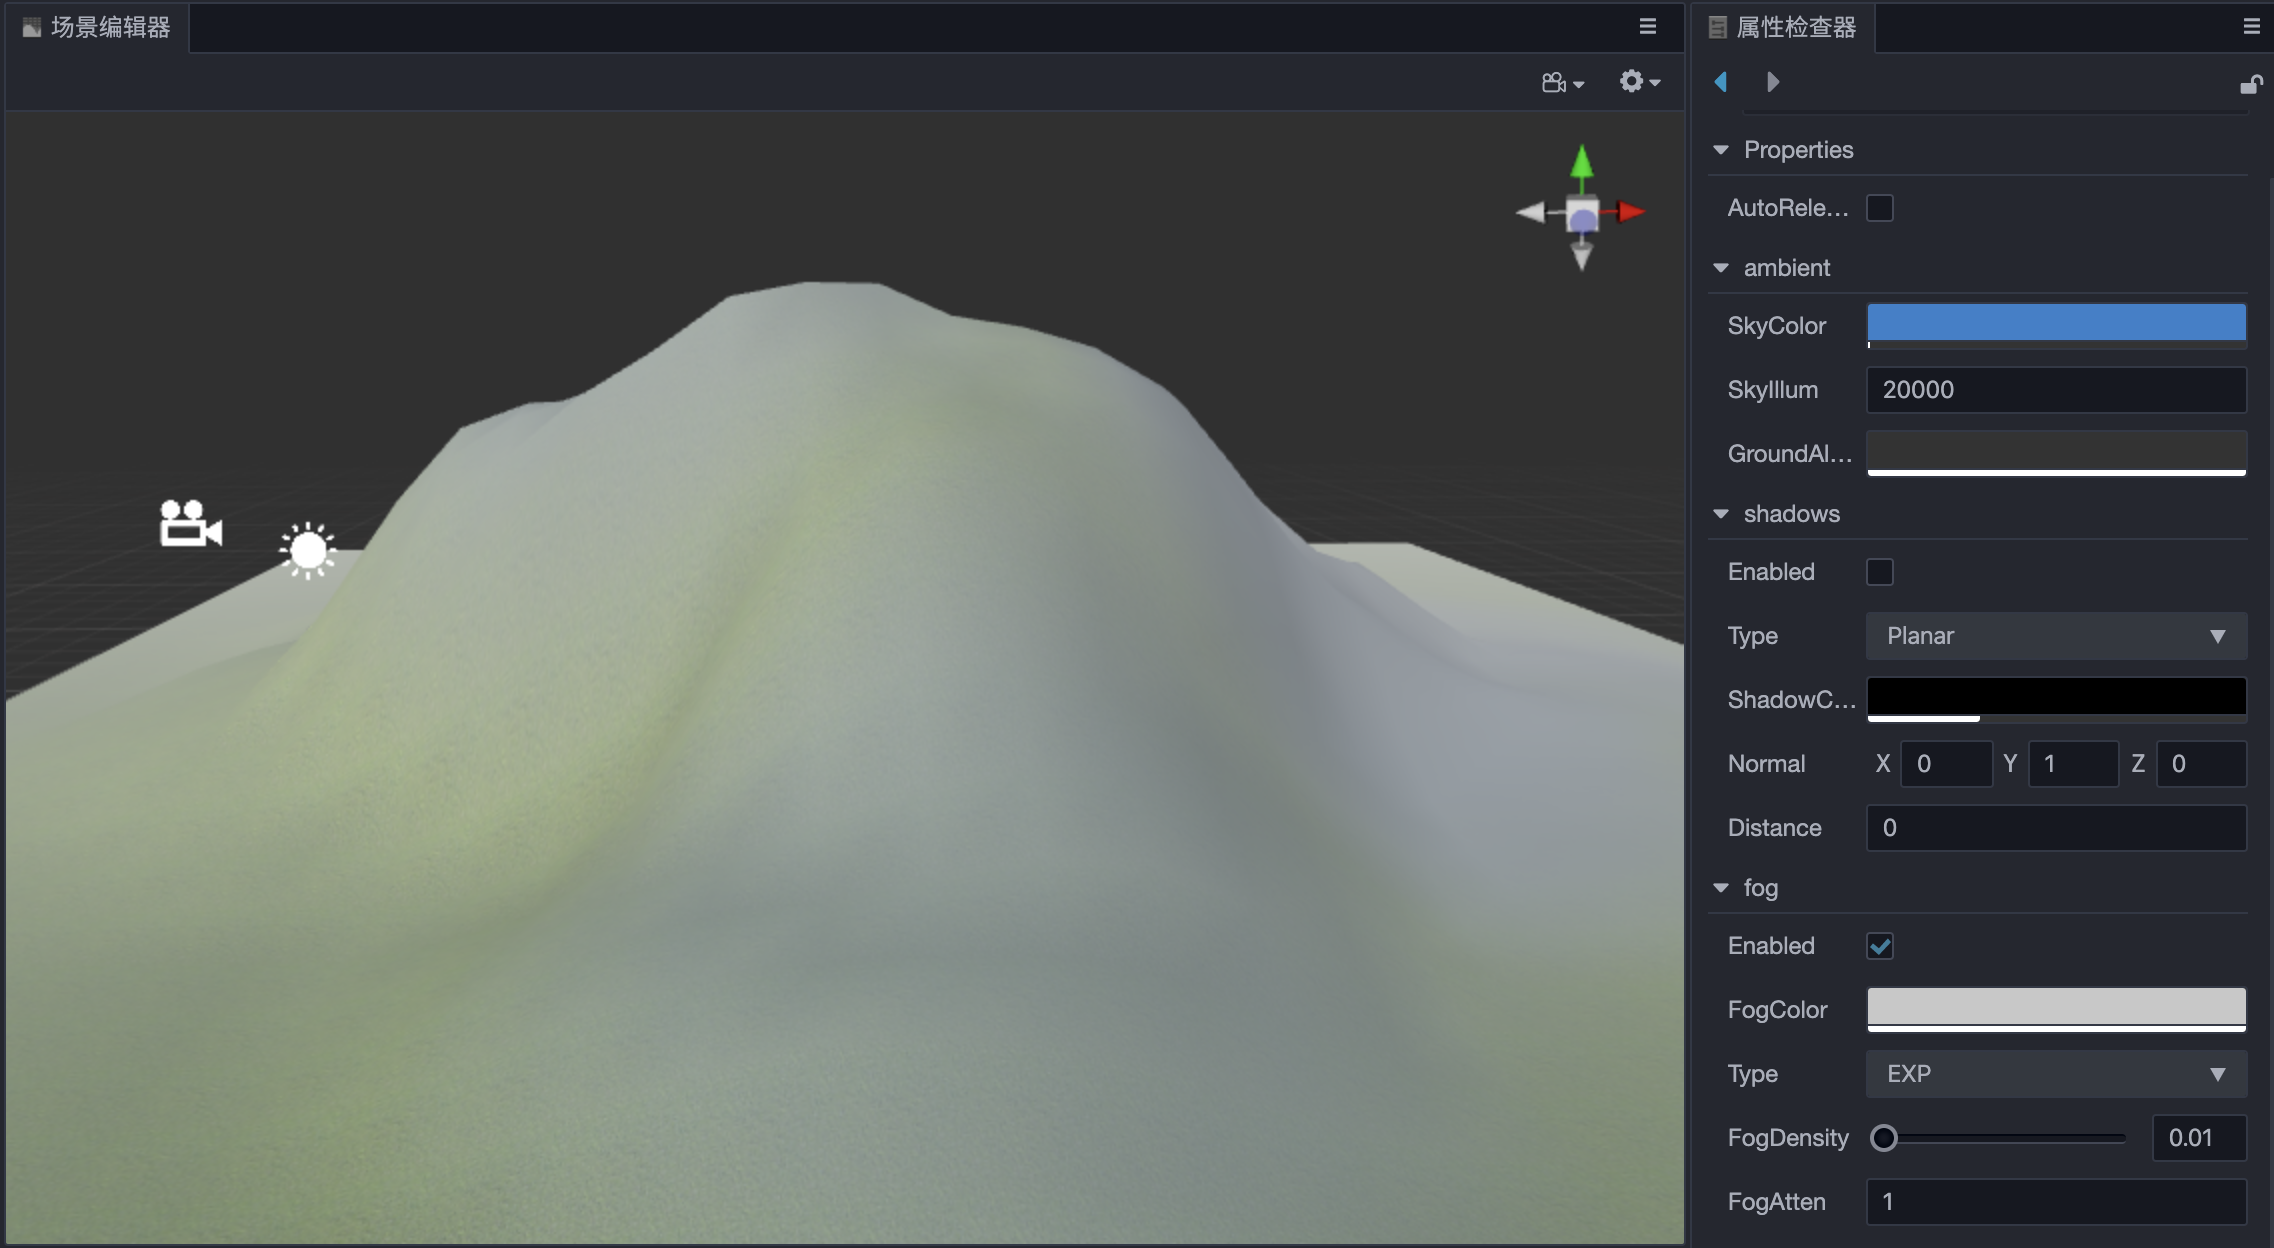 场景编辑器
属性检查器
Properties
AutoRele...
ambient
SkyColor
SkyIllum 20000
GroundAl...
shadows
Enabled
Type Planar
ShadowC...
Normal X 0 Y 1 Z 0
Distance 0
fog
Enabled
FogColor
Type EXP
FogDensity 0.01
FogAtten 1